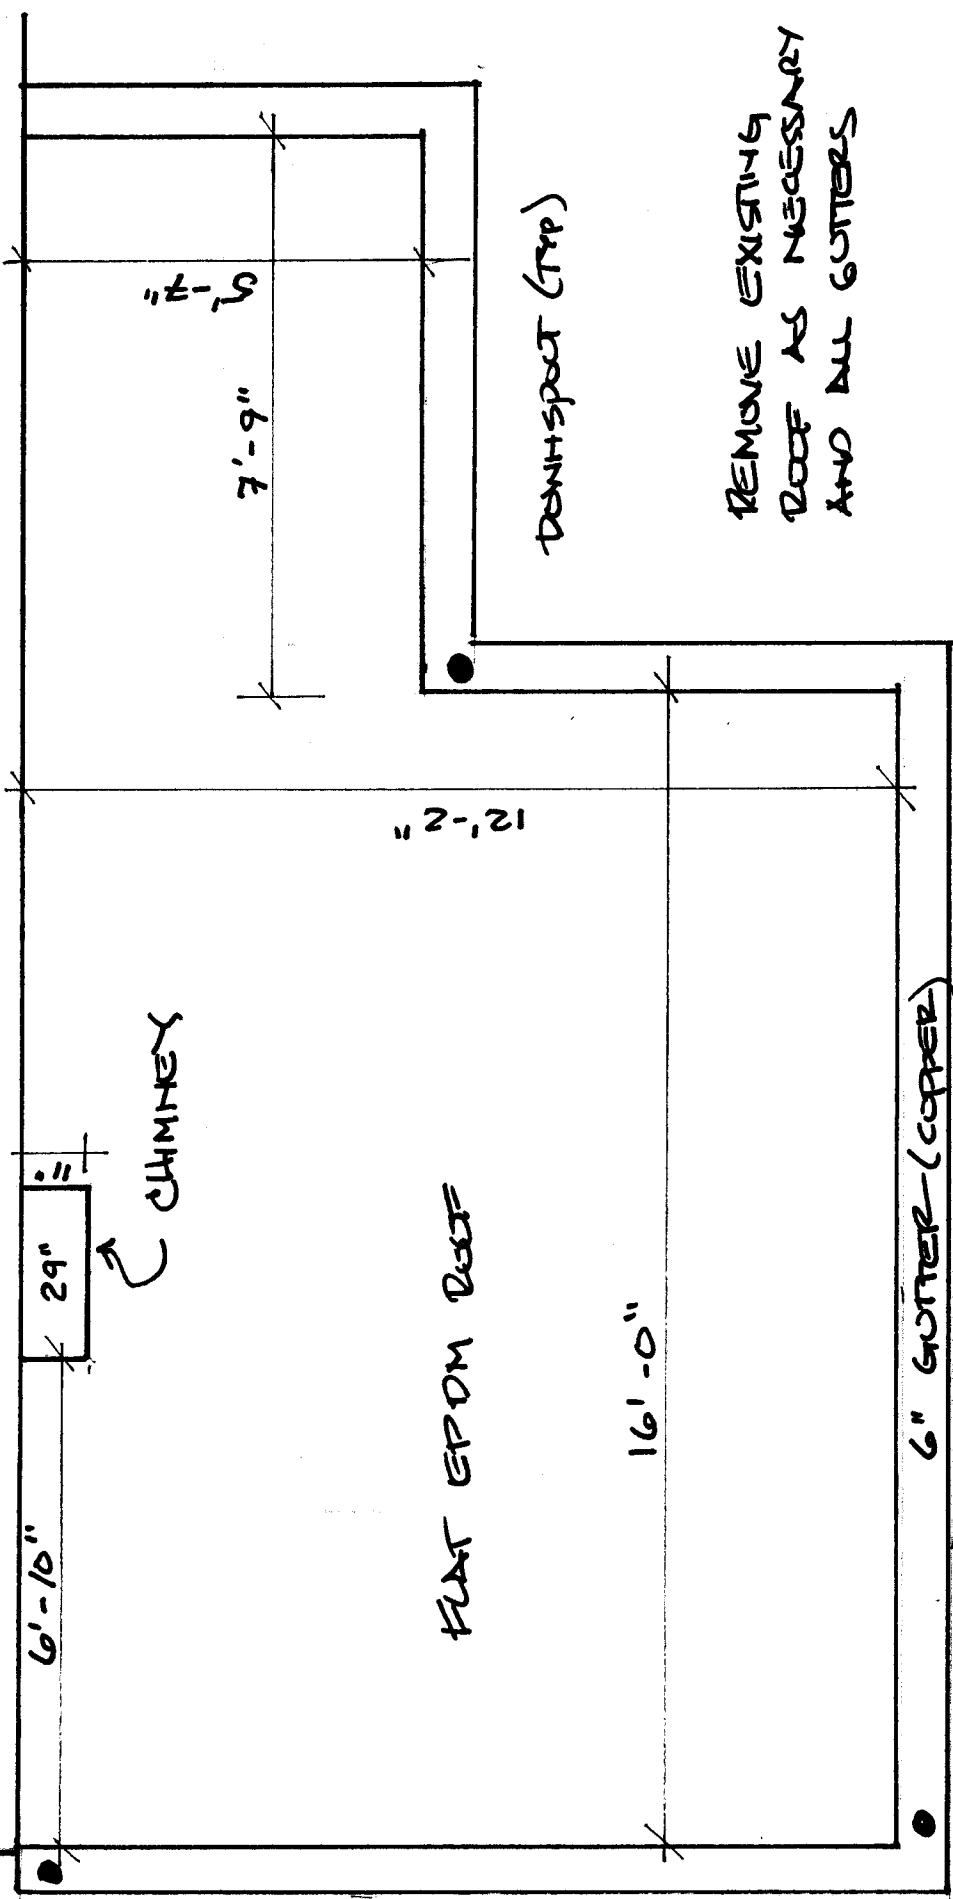 6'-10"
29"
11"
CHIMNEY
7'-9"
5'-7"
12'-2"
FLAT EPDM ROOF
16'-0"
DOWNSPOUT (TYP)
REMOVE EXISTING
ROOF AS NECESSARY
AND ALL GUTTERS
6" GUTTER (COPPER)